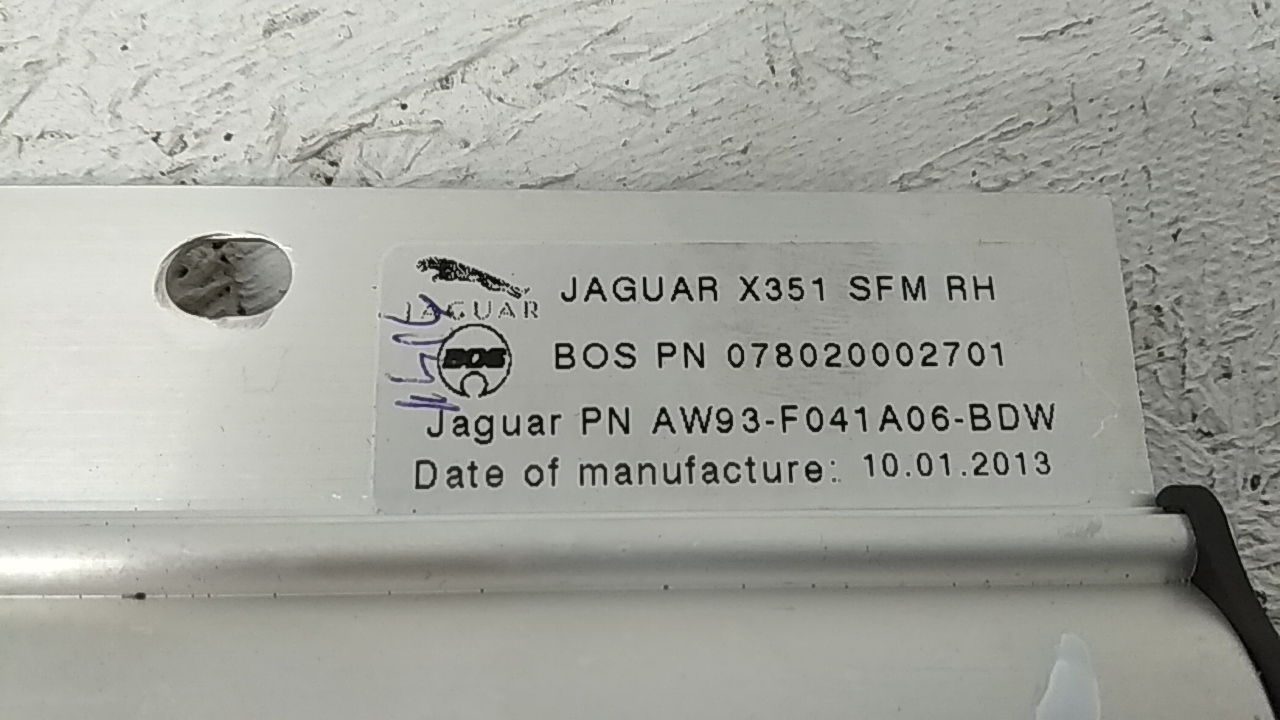 JAGUAR
JAGUAR X351 SFM RH
BOS
BOS PN 078020002701
Jaguar PN AW93-F041A06-BDW
Date of manufacture: 10.01.2013